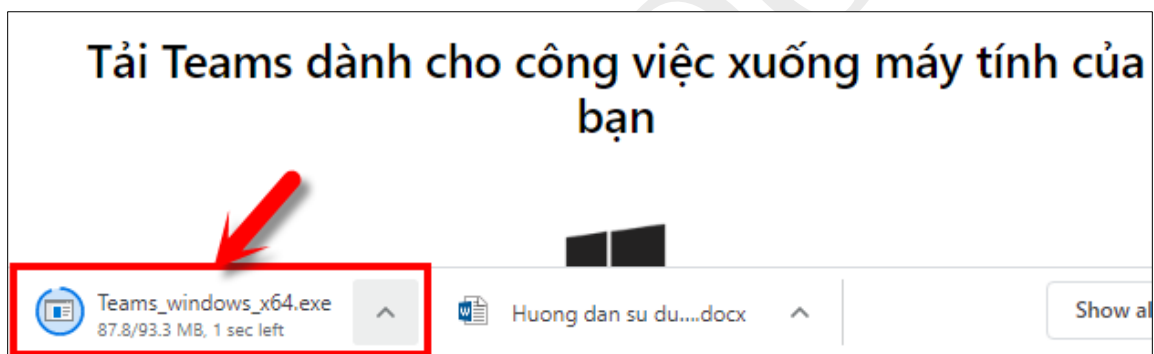 Tải Teams dành cho công việc xuống máy tính của
bạn
Teams_windows_x64.exe
87.8/93.3 MB, 1 sec left
Huong dan su du....docx
Show al